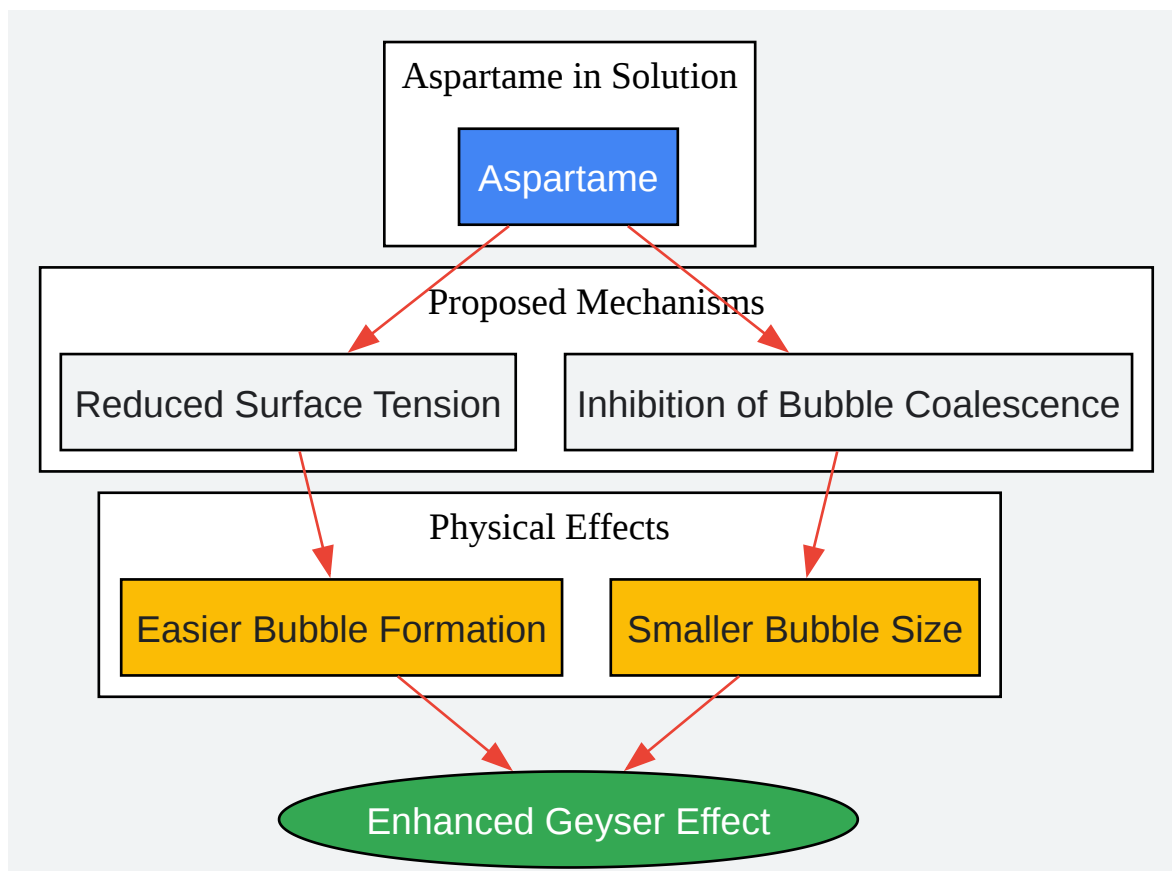 Aspartame in Solution
Aspartame
Proposed Mechanisms
Reduced Surface Tension
Inhibition of Bubble Coalescence
Physical Effects
Easier Bubble Formation
Smaller Bubble Size
Enhanced Geyser Effect